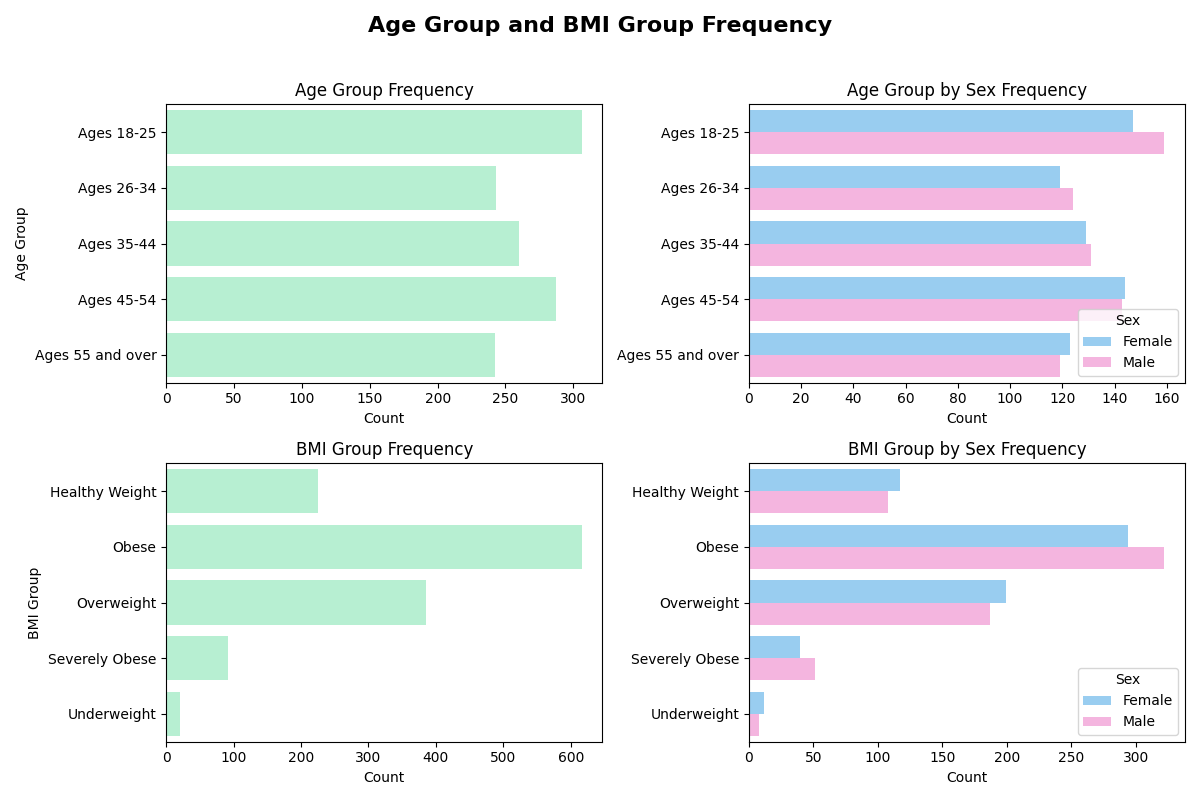 Age Group and BMI Group Frequency
Age Group Frequency
Age Group
Ages 18-25
Ages 26-34
Ages 35-44
Ages 45-54
Ages 55 and over
0 50 100 150 200 250 300
Count
Age Group by Sex Frequency
Ages 18-25
Ages 26-34
Ages 35-44
Ages 45-54
Ages 55 and over
Sex
Female
Male
0 20 40 60 80 100 120 140 160
Count
BMI Group Frequency
BMI Group
Healthy Weight
Obese
Overweight
Severely Obese
Underweight
0 100 200 300 400 500 600
Count
BMI Group by Sex Frequency
Healthy Weight
Obese
Overweight
Severely Obese
Underweight
Sex
Female
Male
0 50 100 150 200 250 300
Count